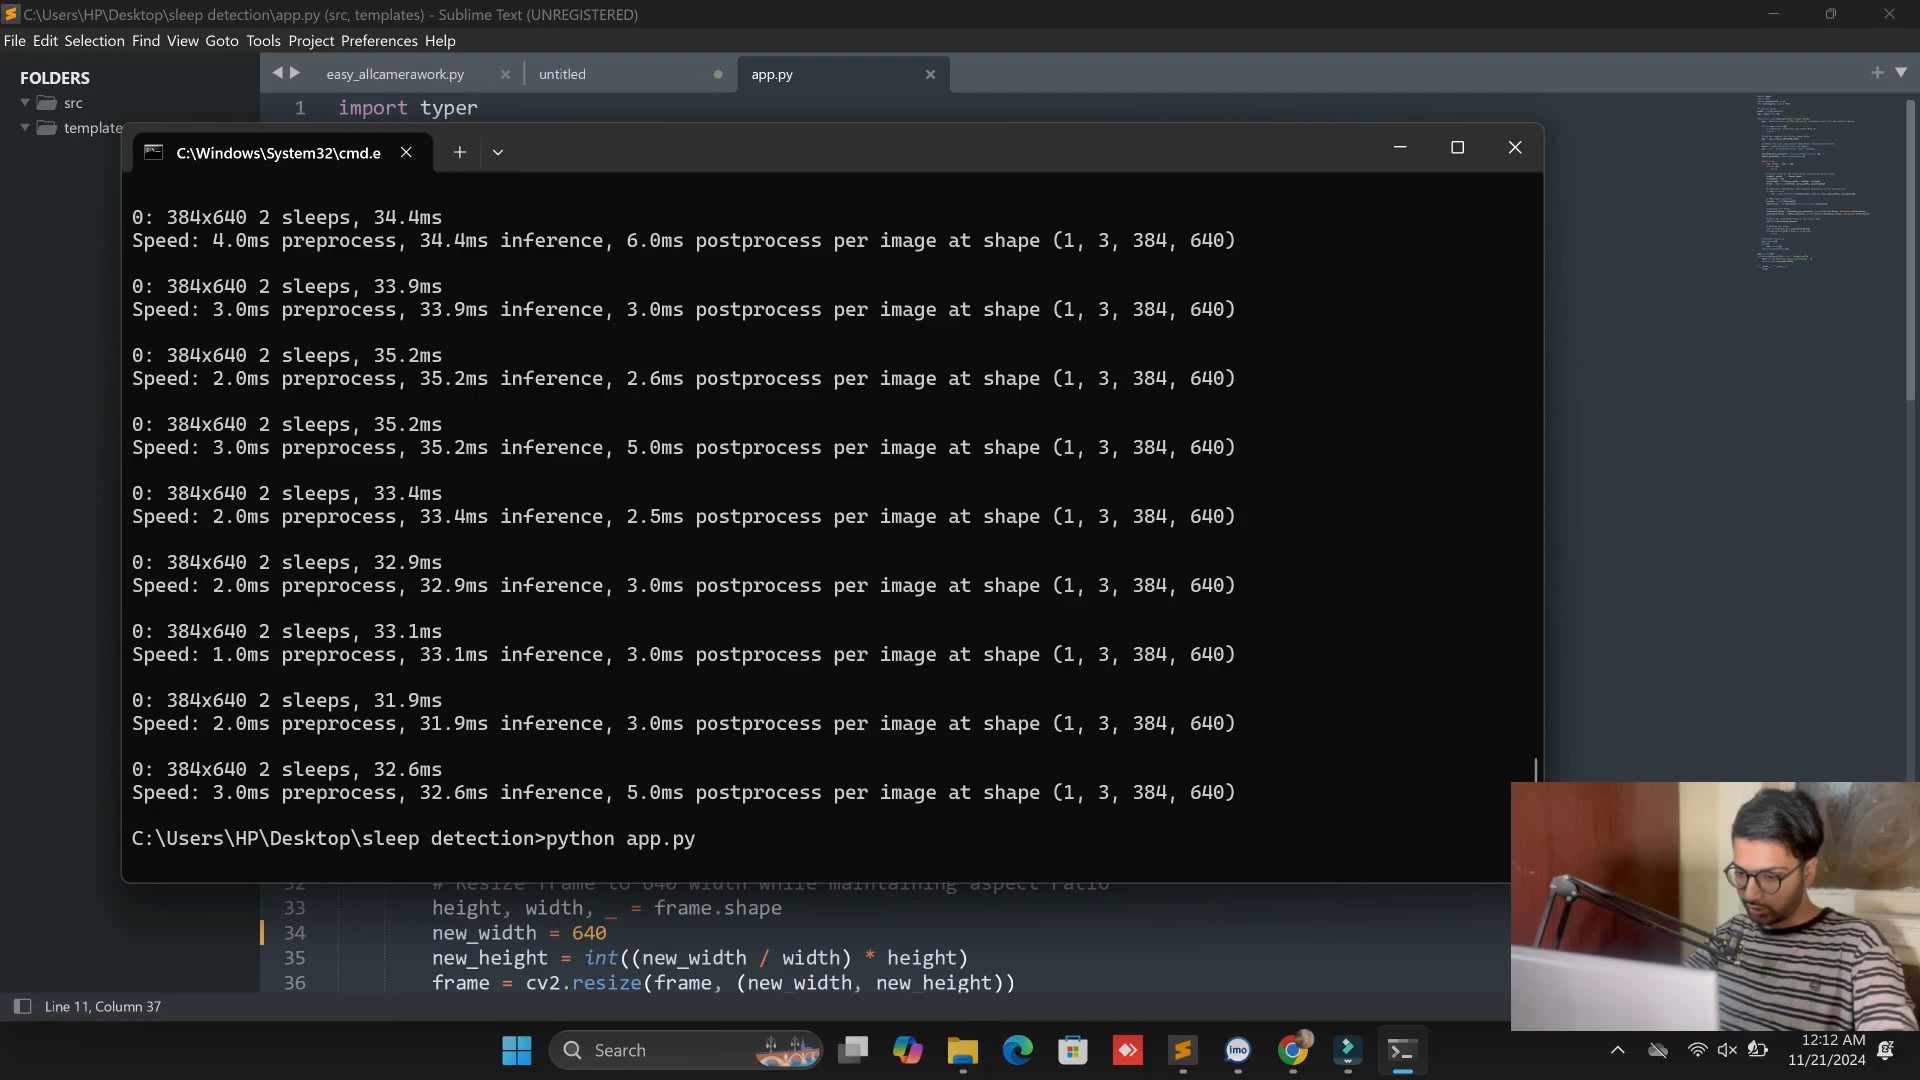 C:\Users\HP\Desktop\sleep detection\app.py (src, templates) - Sublime Text (UNREGISTERED)
File Edit Selection Find View Goto Tools Project Preferences Help
FOLDERS
src
template
easy_allcamerawork.py
untitled
app.py
1 import typer
C:\Windows\System32\cmd.e
0: 384x640 2 sleeps, 34.4ms
Speed: 4.0ms preprocess, 34.4ms inference, 6.0ms postprocess per image at shape (1, 3, 384, 640)
0: 384x640 2 sleeps, 33.9ms
Speed: 3.0ms preprocess, 33.9ms inference, 3.0ms postprocess per image at shape (1, 3, 384, 640)
0: 384x640 2 sleeps, 35.2ms
Speed: 2.0ms preprocess, 35.2ms inference, 2.6ms postprocess per image at shape (1, 3, 384, 640)
0: 384x640 2 sleeps, 35.2ms
Speed: 3.0ms preprocess, 35.2ms inference, 5.0ms postprocess per image at shape (1, 3, 384, 640)
0: 384x640 2 sleeps, 33.4ms
Speed: 2.0ms preprocess, 33.4ms inference, 2.5ms postprocess per image at shape (1, 3, 384, 640)
0: 384x640 2 sleeps, 32.9ms
Speed: 2.0ms preprocess, 32.9ms inference, 3.0ms postprocess per image at shape (1, 3, 384, 640)
0: 384x640 2 sleeps, 33.1ms
Speed: 1.0ms preprocess, 33.1ms inference, 3.0ms postprocess per image at shape (1, 3, 384, 640)
0: 384x640 2 sleeps, 31.9ms
Speed: 2.0ms preprocess, 31.9ms inference, 3.0ms postprocess per image at shape (1, 3, 384, 640)
0: 384x640 2 sleeps, 32.6ms
Speed: 3.0ms preprocess, 32.6ms inference, 5.0ms postprocess per image at shape (1, 3, 384, 640)
C:\Users\HP\Desktop\sleep detection>python app.py
32 # Resize frame to 640 width while maintaining aspect ratio
33 height, width, _ = frame.shape
34 new_width = 640
35 new_height = int((new_width / width) * height)
36 frame = cv2.resize(frame, (new_width, new_height))
Line 11, Column 37
Search
imo
12:12 AM
11/21/2024